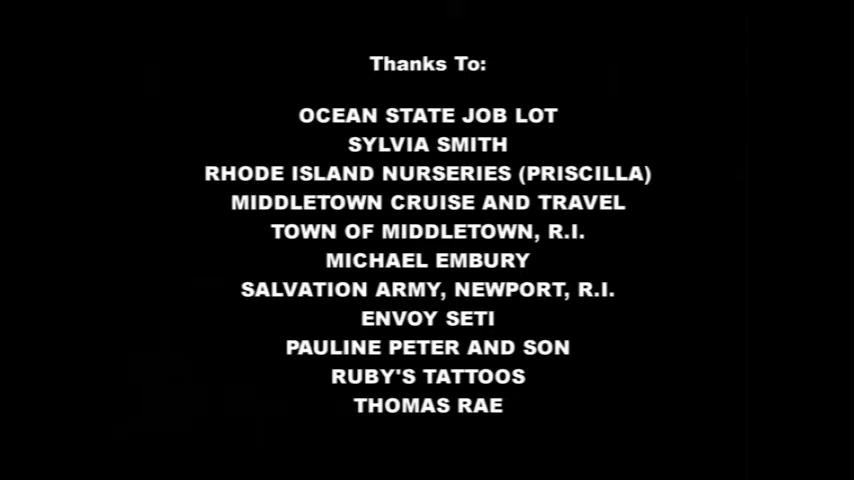 Thanks To:
OCEAN STATE JOB LOT
SYLVIA SMITH
RHODE ISLAND NURSERIES (PRISCILLA)
MIDDLETOWN CRUISE AND TRAVEL
TOWN OF MIDDLETOWN, R.I.
MICHAEL EMBURY
SALVATION ARMY, NEWPORT, R.I.
ENVOY SETI
PAULINE PETER AND SON
RUBY'S TATTOOS
THOMAS RAE